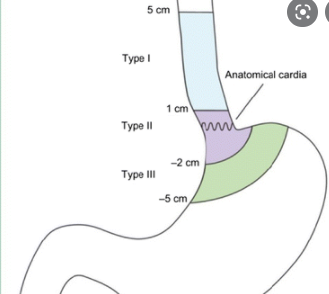 5 cm
Type I
Anatomical cardia
1 cm
Type II
–2 cm
Type III
–5 cm